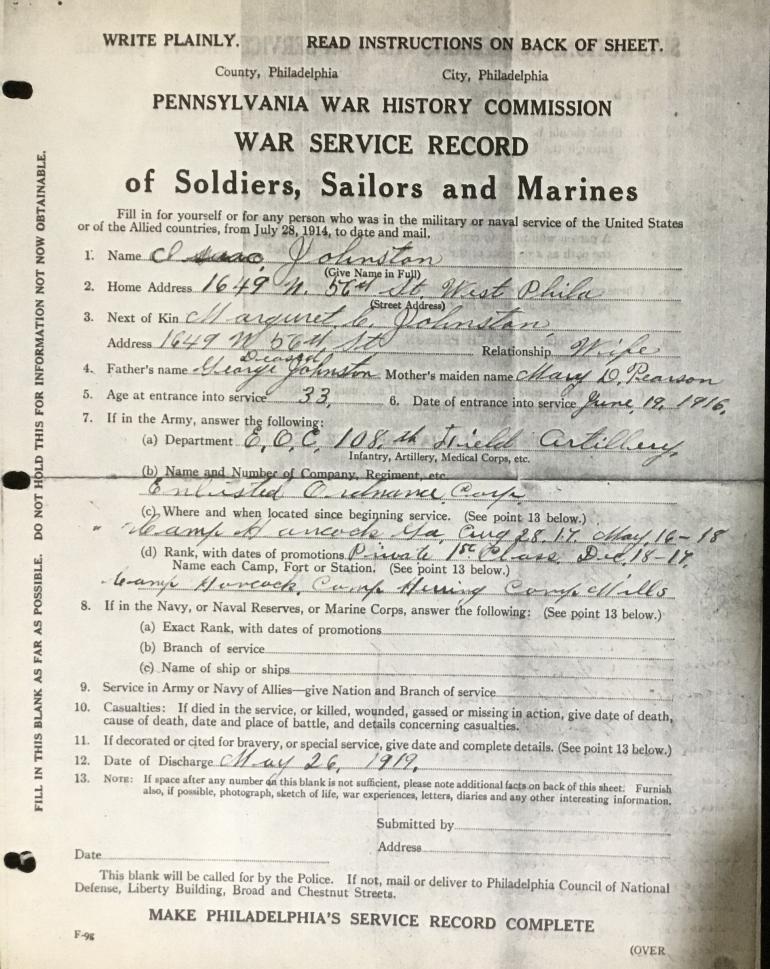 WRITE PLAINLY. READ INSTRUCTIONS ON BACK OF SHEET.
County, Philadelphia City, Philadelphia
PENNSYLVANIA WAR HISTORY COMMISSION
WAR SERVICE RECORD
of Soldiers, Sailors and Marines
Fill in for yourself or for any person who was in the military or naval service of the United States
or of the Allied countries, from July 28, 1914, to date and mail.
1. Name Isaac Johnston
(Give Name in Full)
2. Home Address 1649 N. 56th St. West Phila
(Street Address)
3. Next of Kin Margaret C. Johnston
Address 1649 N 56th St Relationship Wife
4. Father's name George Johnston Mother's maiden name Mary D. Pearson
5. Age at entrance into service 33, 6. Date of entrance into service June, 19, 1916,
7. If in the Army, answer the following:
(a) Department E, O, C, 108, th Field Artillery,
Infantry, Artillery, Medical Corps, etc.
(b) Name and Number of Company, Regiment, etc.
Enlisted Ordnance Corp
(c) Where and when located since beginning service. (See point 13 below.)
" Camp Hancock Ga, Aug 28, 17, May, 16-18
(d) Rank, with dates of promotions Private 1st Class, Dec, 18-17,
Name each Camp, Fort or Station. (See point 13 below.)
Camp Hancock, Camp Camp Mills
8. If in the Navy, or Naval Reserves, or Marine Corps, answer the following: (See point 13 below.)
(a) Exact Rank, with dates of promotions
(b) Branch of service
(c) Name of ship or ships
9. Service in Army or Navy of Allies—give Nation and Branch of service
10. Casualties: If died in the service, or killed, wounded, gassed or missing in action, give date of death,
cause of death, date and place of battle, and details concerning casualties.
11. If decorated or cited for bravery, or special service, give date and complete details. (See point 13 below.)
12. Date of Discharge May 26, 1919,
13. NOTE: If space after any number on this blank is not sufficient, please note additional facts on back of this sheet. Furnish
also, if possible, photograph, sketch of life, war experiences, letters, diaries and any other interesting information.
Submitted by
Address
Date
This blank will be called for by the Police. If not, mail or deliver to Philadelphia Council of National
Defense, Liberty Building, Broad and Chestnut Streets.
MAKE PHILADELPHIA'S SERVICE RECORD COMPLETE
F-98
(OVER
FILL IN THIS BLANK AS FAR AS POSSIBLE. DO NOT HOLD THIS FOR INFORMATION NOT NOW OBTAINABLE.